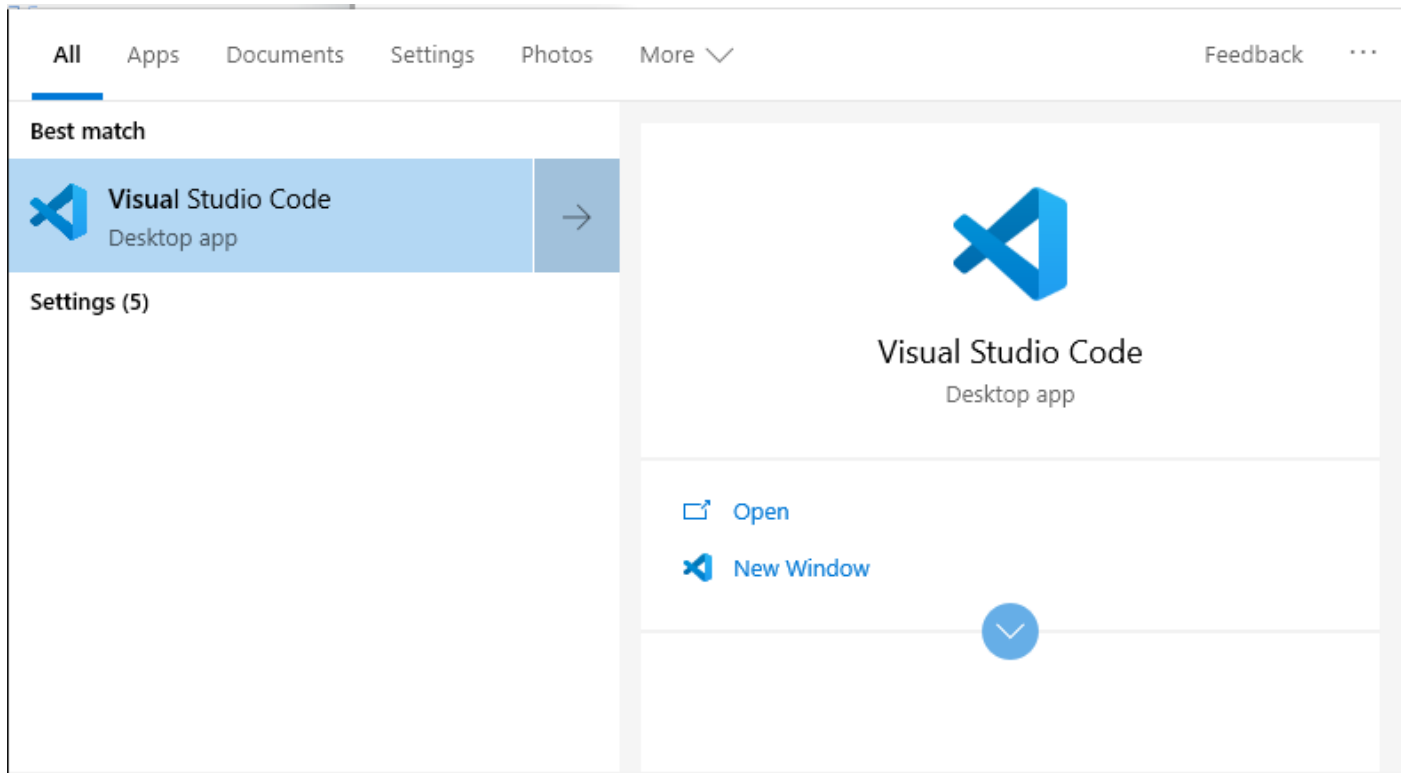 All Apps Documents Settings Photos More Feedback ...
Best match
Visual Studio Code
Desktop app
Settings (5)
Visual Studio Code
Desktop app
Open
New Window